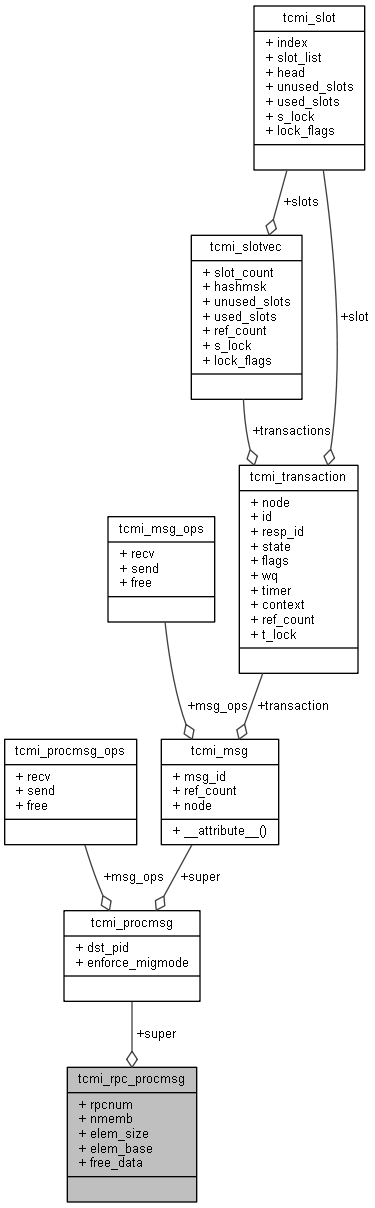 tcmi_slot
+ index
+ slot_list
+ head
+ unused_slots
+ used_slots
+ s_lock
+ lock_flags
+slots
tcmi_slotvec
+ slot_count
+ hashmsk
+ unused_slots
+ used_slots
+ ref_count
+ s_lock
+ lock_flags
+slot
+transactions
tcmi_transaction
+ node
+ id
+ resp_id
+ state
+ flags
+ wq
+ timer
+ context
+ ref_count
+ t_lock
tcmi_msg_ops
+ recv
+ send
+ free
+msg_ops
+transaction
tcmi_procmsg_ops
+ recv
+ send
+ free
tcmi_msg
+ msg_id
+ ref_count
+ node
+ __attribute__()
+msg_ops
+super
tcmi_procmsg
+ dst_pid
+ enforce_migmode
+super
tcmi_rpc_procmsg
+ rpcnum
+ nmemb
+ elem_size
+ elem_base
+ free_data